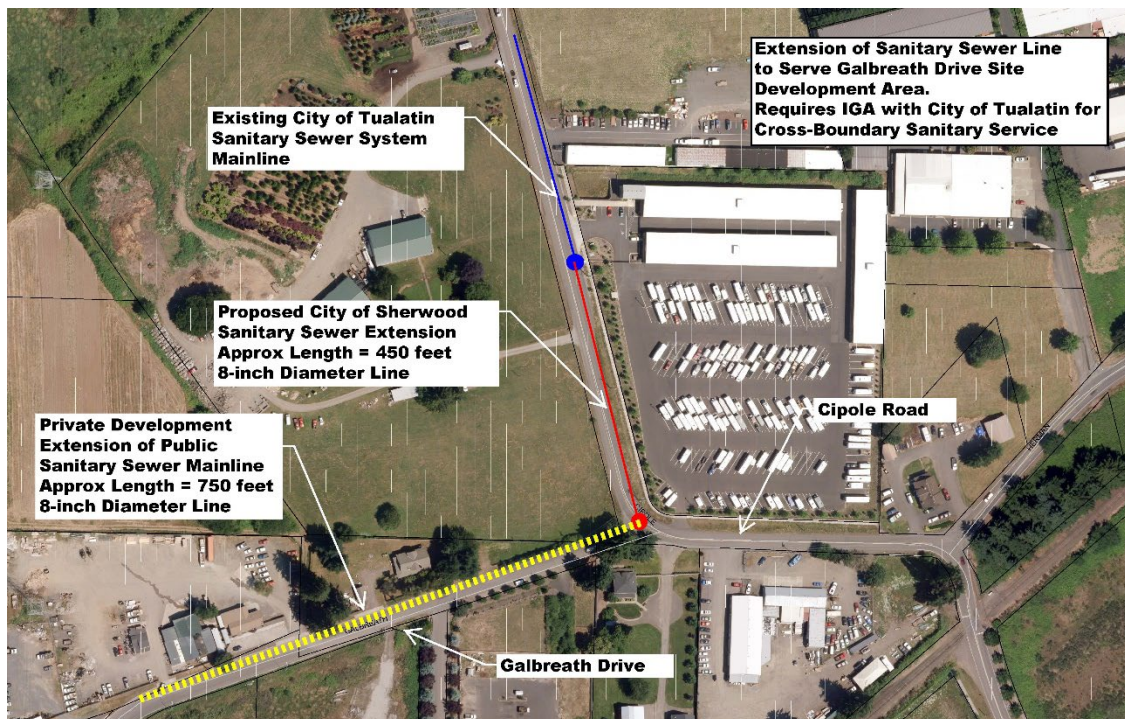 Extension of Sanitary Sewer Line
to Serve Galbreath Drive Site
Development Area.
Requires IGA with City of Tualatin for
Cross-Boundary Sanitary Service
Existing City of Tualatin
Sanitary Sewer System
Mainline
Proposed City of Sherwood
Sanitary Sewer Extension
Approx Length = 450 feet
8-inch Diameter Line
Cipole Road
Private Development
Extension of Public
Sanitary Sewer Mainline
Approx Length = 750 feet
8-inch Diameter Line
GALBREATH
Galbreath Drive